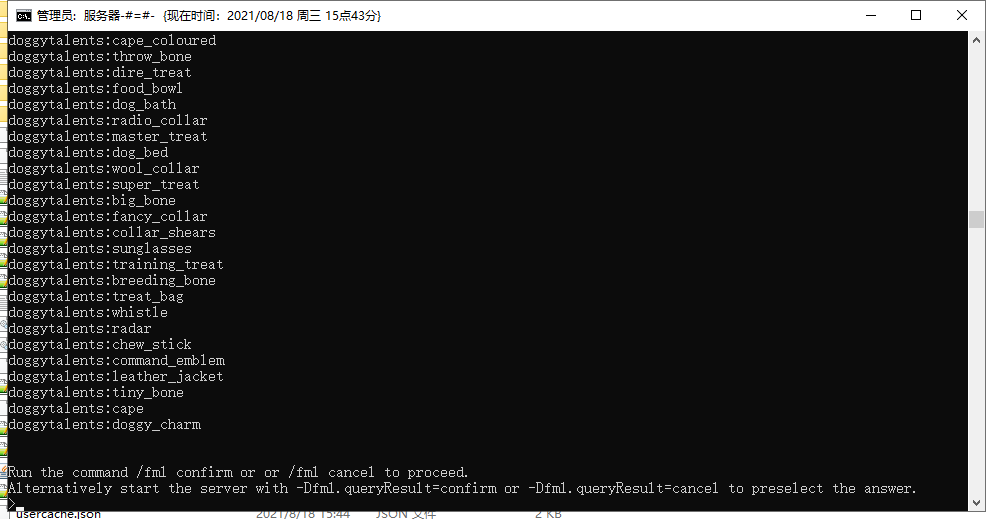 管理员: 服务器-#=#- {现在时间: 2021/08/18 周三 15点43分}
doggytalents:cape_coloured
doggytalents:throw_bone
doggytalents:dire_treat
doggytalents:food_bowl
doggytalents:dog_bath
doggytalents:radio_collar
doggytalents:master_treat
doggytalents:dog_bed
doggytalents:wool_collar
doggytalents:super_treat
doggytalents:big_bone
doggytalents:fancy_collar
doggytalents:collar_shears
doggytalents:sunglasses
doggytalents:training_treat
doggytalents:breeding_bone
doggytalents:treat_bag
doggytalents:whistle
doggytalents:radar
doggytalents:chew_stick
doggytalents:command_emblem
doggytalents:leather_jacket
doggytalents:tiny_bone
doggytalents:cape
doggytalents:doggy_charm
Run the command /fml confirm or or /fml cancel to proceed.
Alternatively start the server with -Dfml.queryResult=confirm or -Dfml.queryResult=cancel to preselect the answer.
>
usercache.json 2021/8/18 15:44 JSON 文件 2 KB